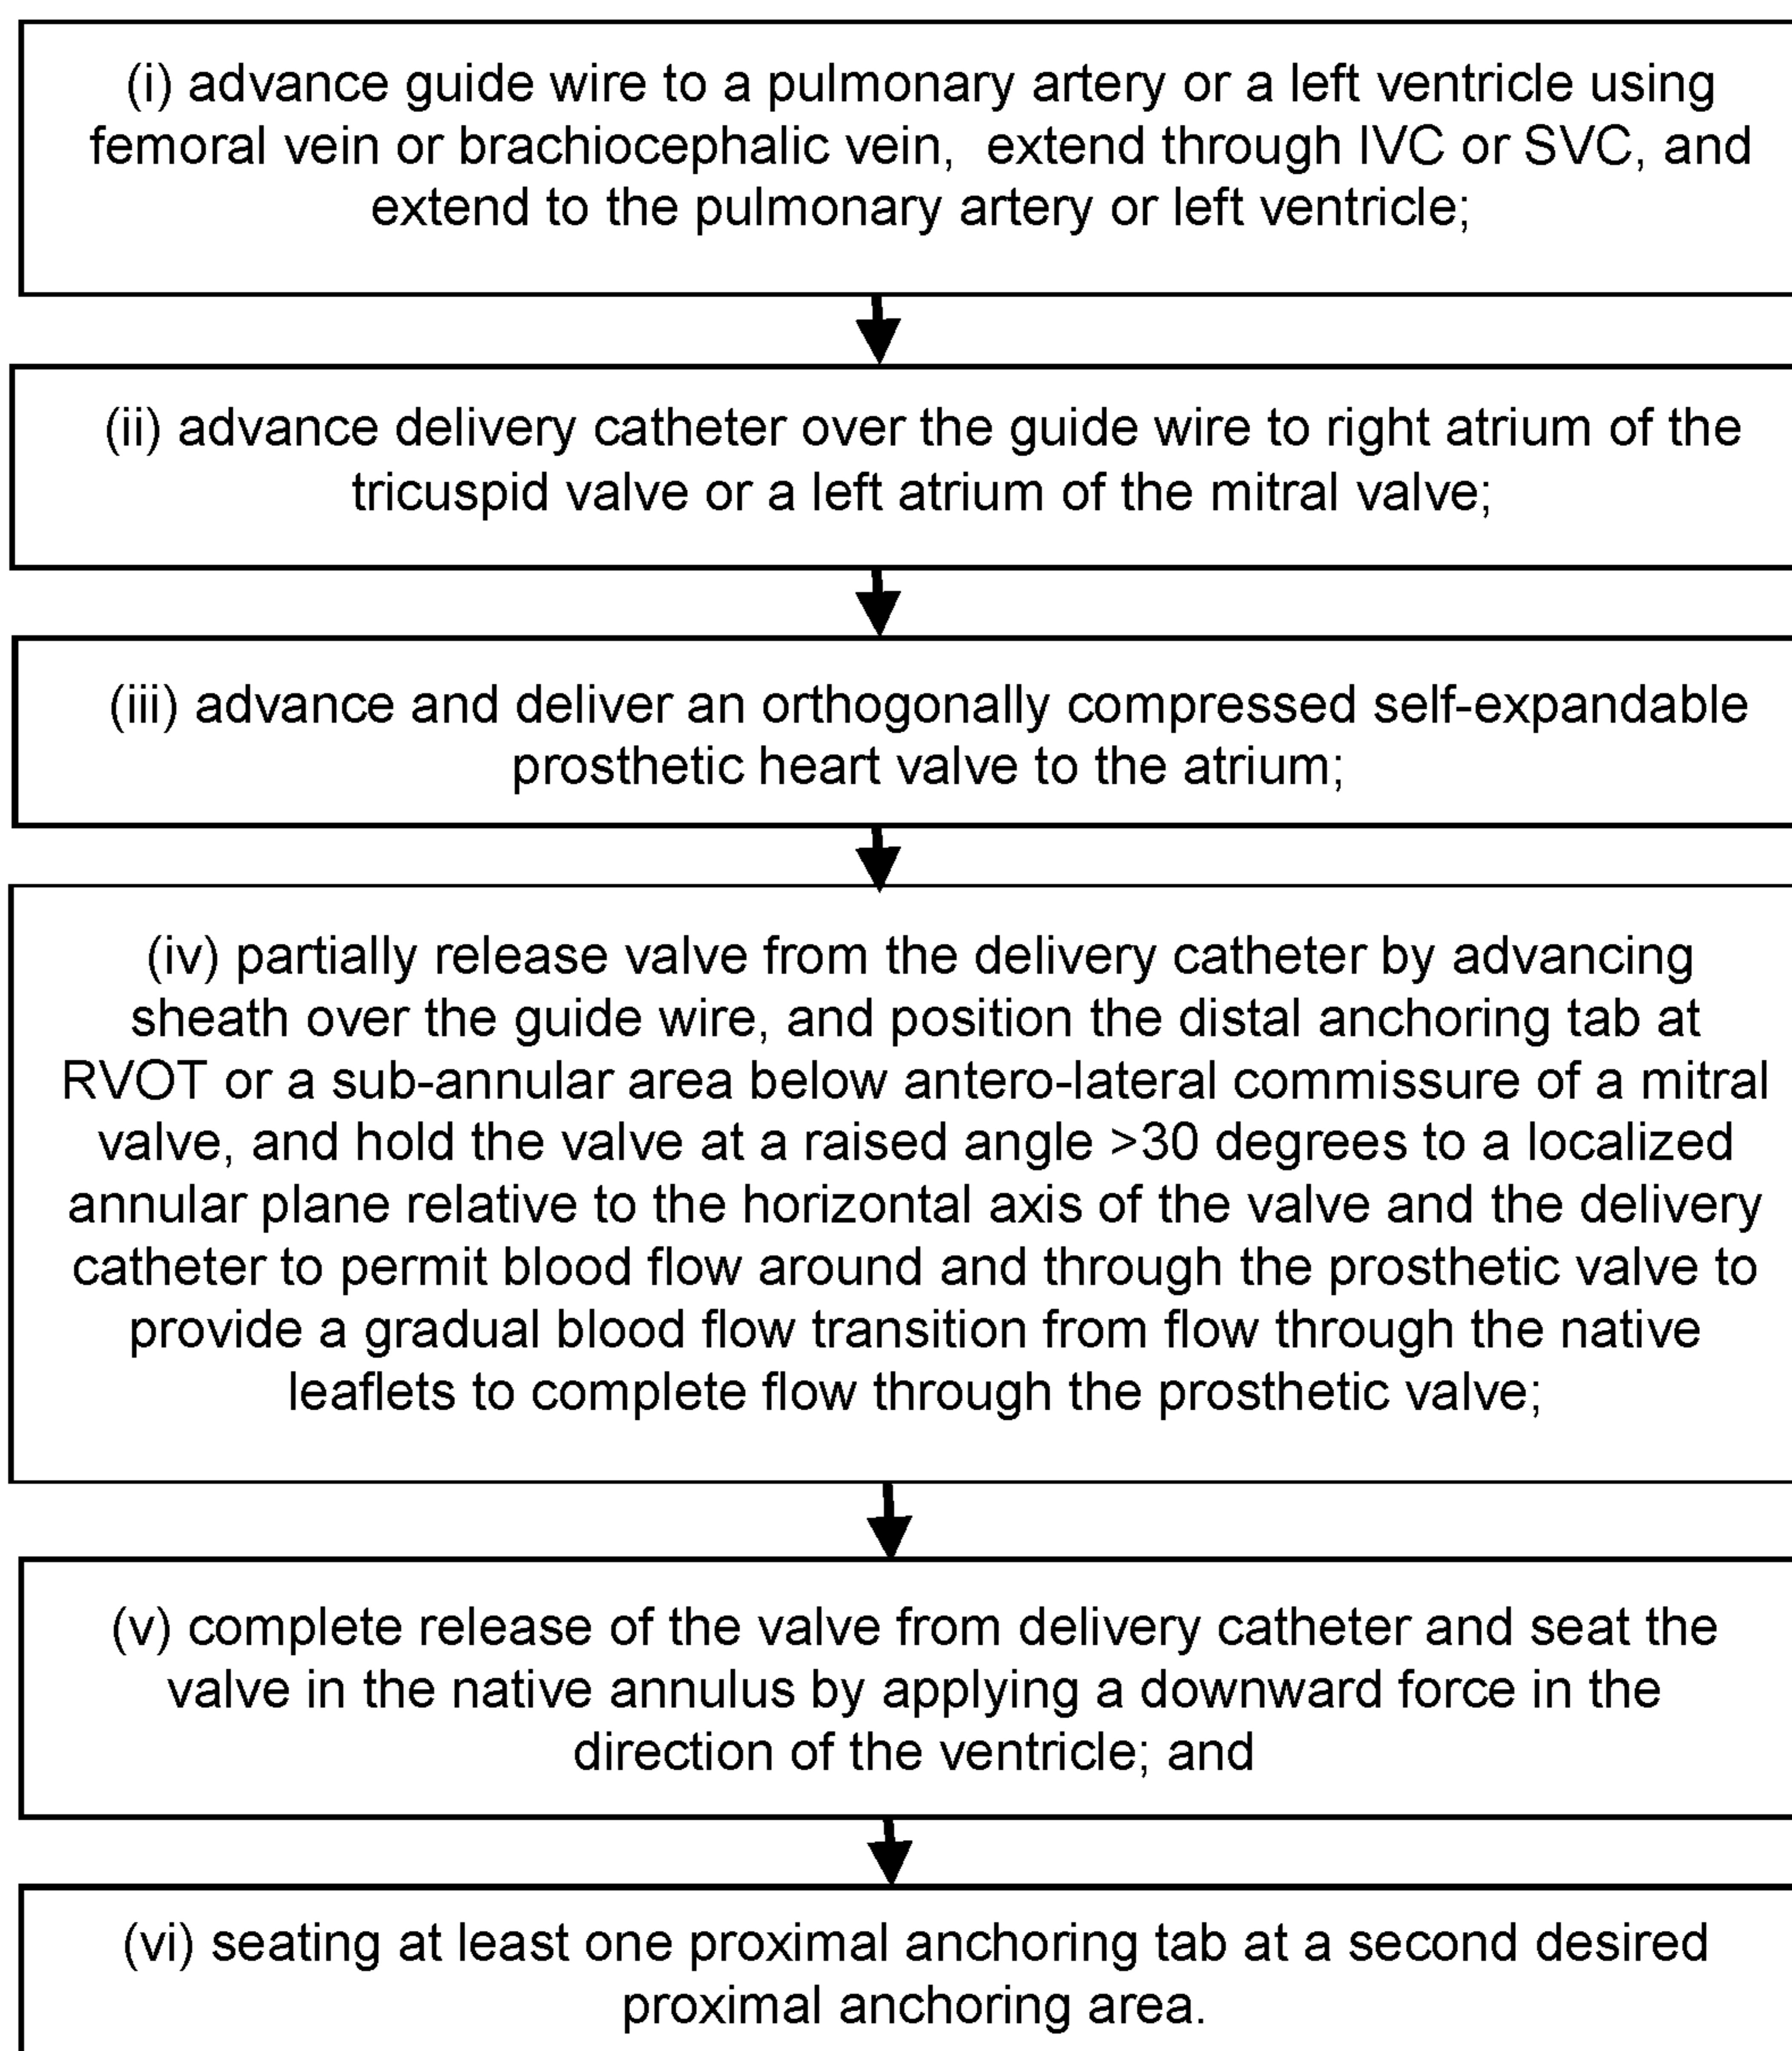 (i) advance guide wire to a pulmonary artery or a left ventricle using
femoral vein or brachiocephalic vein,  extend through IVC or SVC, and
extend to the pulmonary artery or left ventricle;
(ii) advance delivery catheter over the guide wire to right atrium of the
tricuspid valve or a left atrium of the mitral valve;
(iii) advance and deliver an orthogonally compressed self-expandable
prosthetic heart valve to the atrium;
(iv) partially release valve from the delivery catheter by advancing
sheath over the guide wire, and position the distal anchoring tab at
RVOT or a sub-annular area below antero-lateral commissure of a mitral
valve, and hold the valve at a raised angle >30 degrees to a localized
annular plane relative to the horizontal axis of the valve and the delivery
catheter to permit blood flow around and through the prosthetic valve to
provide a gradual blood flow transition from flow through the native
leaflets to complete flow through the prosthetic valve;
(v) complete release of the valve from delivery catheter and seat the
valve in the native annulus by applying a downward force in the
direction of the ventricle; and
(vi) seating at least one proximal anchoring tab at a second desired
proximal anchoring area.